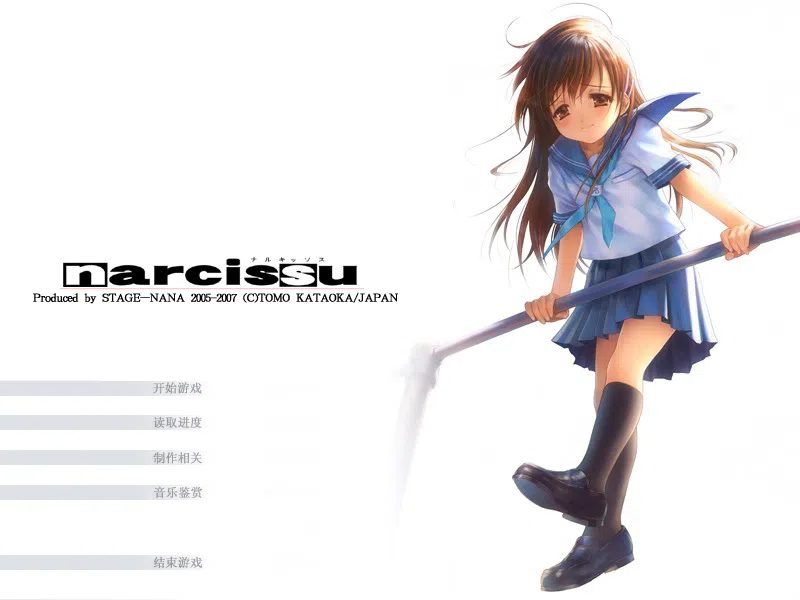 ナルキッソス
narcissu
Produced by STAGE—NANA 2005-2007 (C)TOMO KATAOKA/JAPAN
开始游戏
读取进度
制作相关
音乐鉴赏
结束游戏